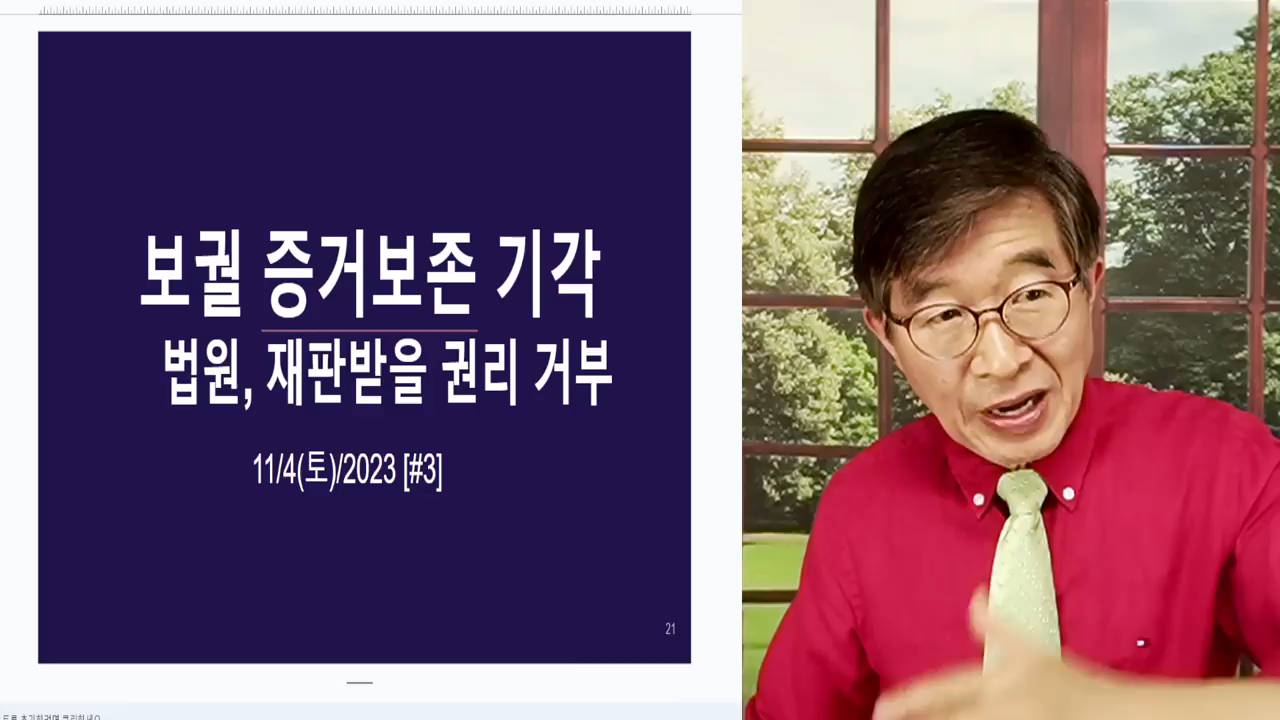 보궐 증거보존 기각
법원, 재판받을 권리 거부
11/4(토)/2023 [#3]
21